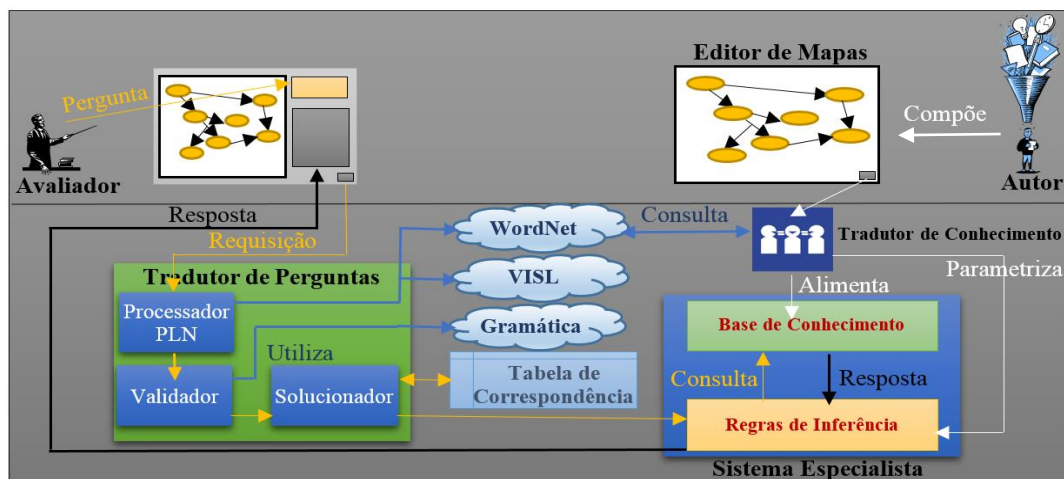 Editor de Mapas
Pergunta
Compõe
Avaliador
Autor
Resposta
Requisição
WordNet
Consulta
Tradutor de Conhecimento
Tradutor de Perguntas
VISL
Alimenta
Parametriza
Processador
PLN
Gramática
Base de Conhecimento
Utiliza
Tabela de
Correspondência
Consulta
Resposta
Validador
Solucionador
Regras de Inferência
Sistema Especialista